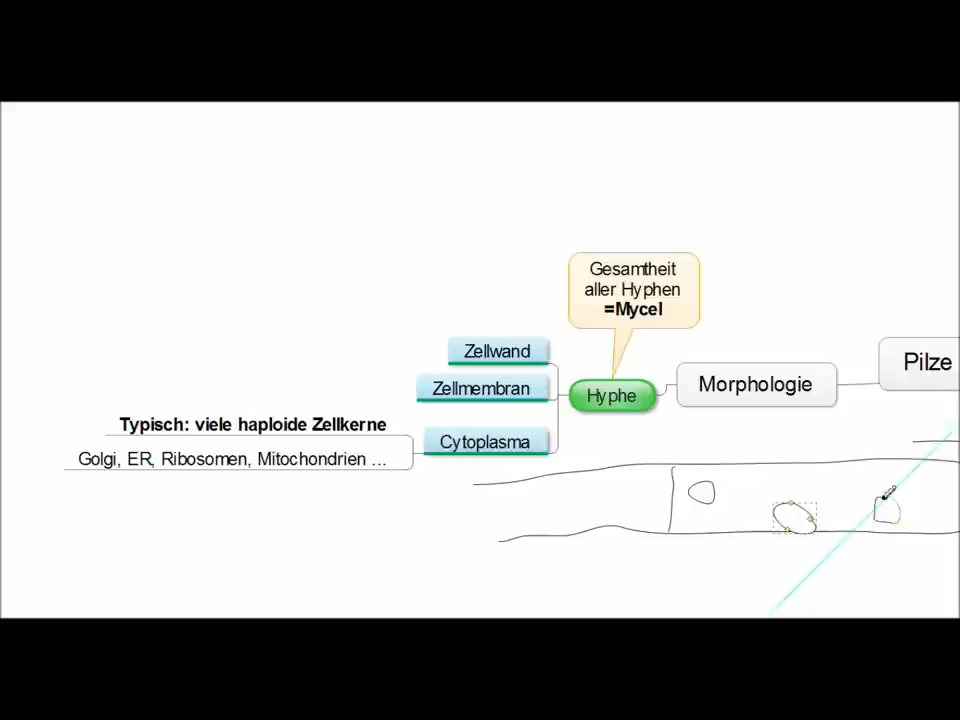 Gesamtheit
aller Hyphen
=Mycel
Zellwand
Zellmembran
Hyphe
Morphologie
Pilze
Typisch: viele haploide Zellkerne
Cytoplasma
Golgi, ER, Ribosomen, Mitochondrien ...